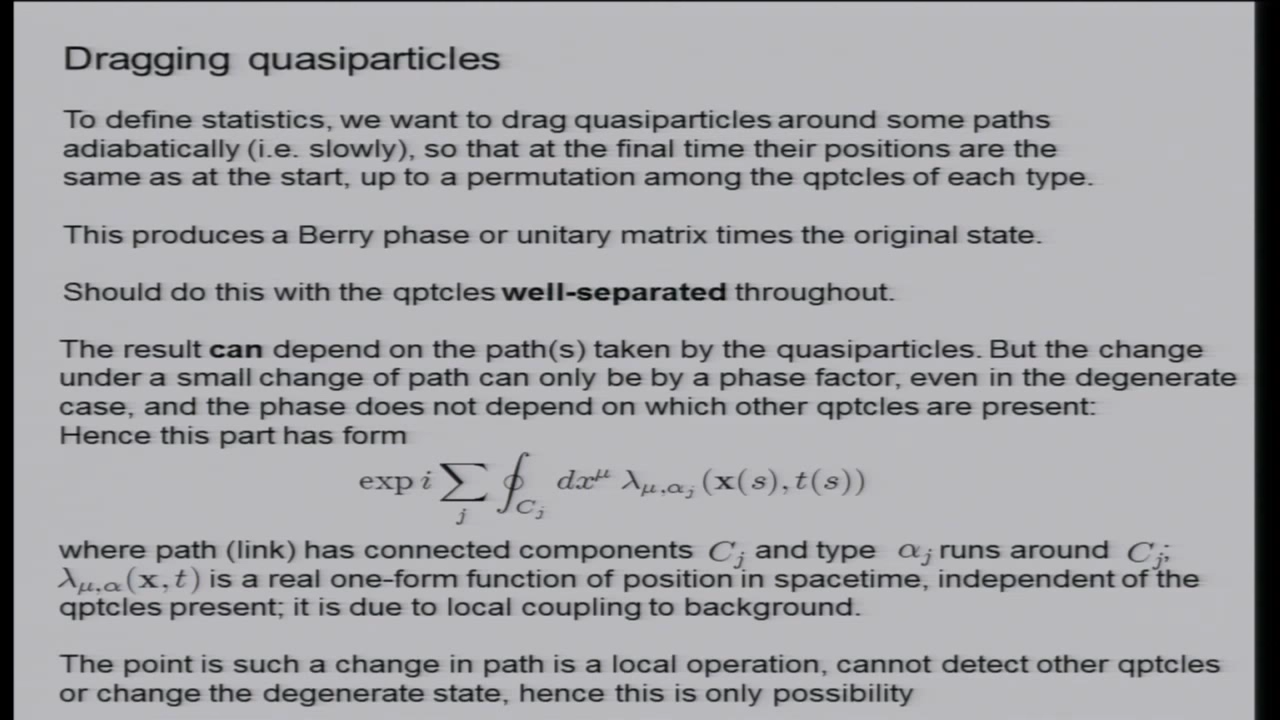 Dragging quasiparticles
To define statistics, we want to drag quasiparticles around some paths
adiabatically (i.e. slowly), so that at the final time their positions are the
same as at the start, up to a permutation among the qptcles of each type.
This produces a Berry phase or unitary matrix times the original state.
Should do this with the qptcles well-separated throughout.
The result can depend on the path(s) taken by the quasiparticles. But the change
under a small change of path can only be by a phase factor, even in the degenerate
case, and the phase does not depend on which other qptcles are present:
Hence this part has form
exp i ∑_j ∮_{C_j} dx^μ λ_{μ,α_j}(x(s), t(s))
where path (link) has connected components C_j and type α_j runs around C_j;
λ_{μ,α}(x, t) is a real one-form function of position in spacetime, independent of the
qptcles present; it is due to local coupling to background.
The point is such a change in path is a local operation, cannot detect other qptcles
or change the degenerate state, hence this is only possibility